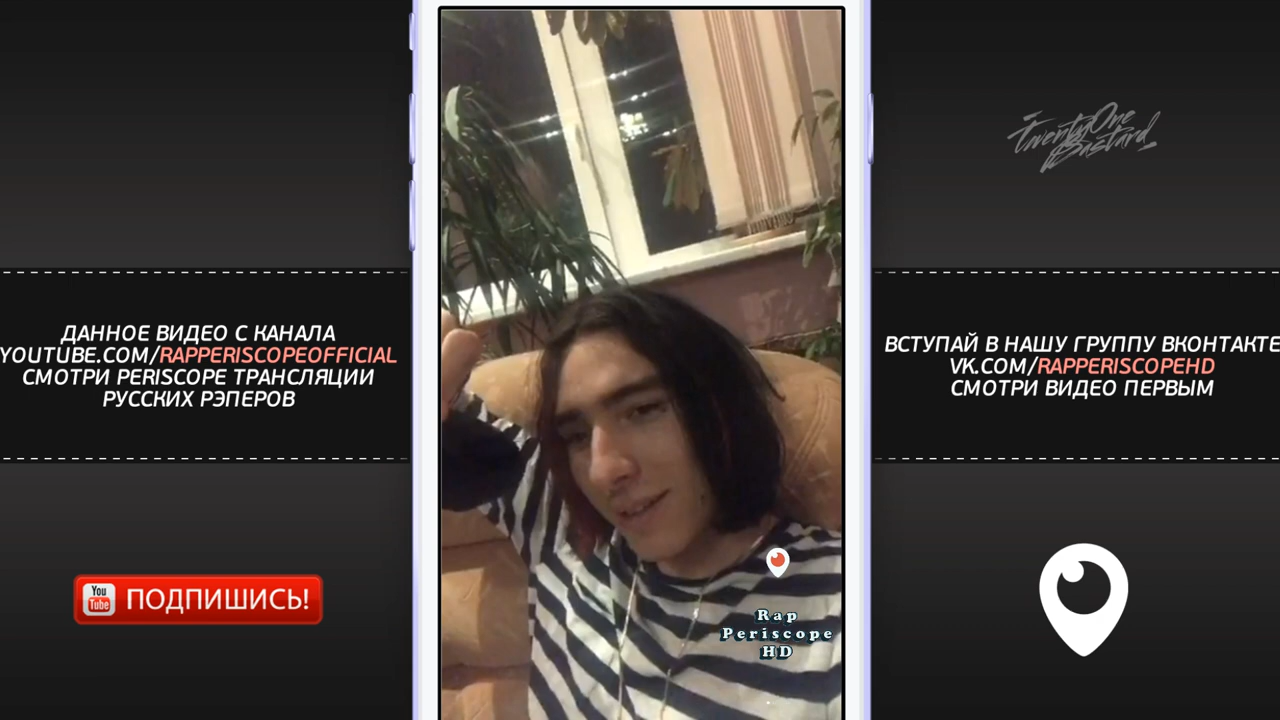 ДАННОЕ ВИДЕО С КАНАЛА
YOUTUBE.COM/RAPPERISCOPEOFFICIAL
СМОТРИ PERISCOPE ТРАНСЛЯЦИИ
РУССКИХ РЭПЕРОВ
You
Tube
ПОДПИШИСЬ!
Rap
Periscope
HD
TwentyOne
Bastard
ВСТУПАЙ В НАШУ ГРУППУ ВКОНТАКТЕ
VK.COM/RAPPERISCOPEHD
СМОТРИ ВИДЕО ПЕРВЫМ